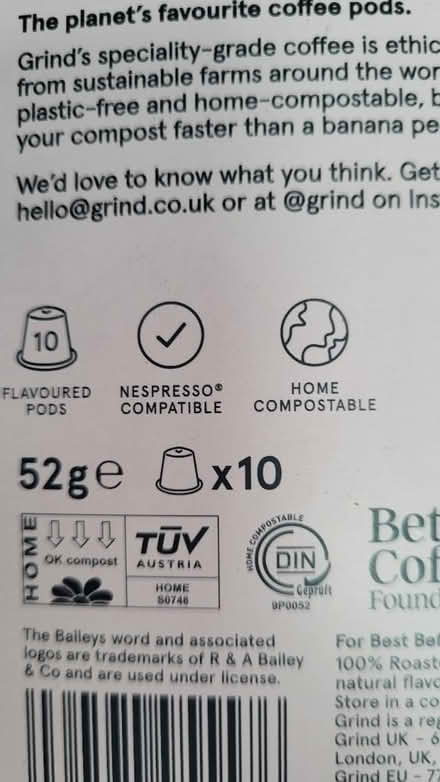 The planet's favourite coffee pods.
Grind's speciality-grade coffee is ethic
from sustainable farms around the wor
plastic-free and home-compostable, b
your compost faster than a banana pe
We'd love to know what you think. Get
hello@grind.co.uk or at @grind on Ins
10
FLAVOURED
PODS
NESPRESSO®
COMPATIBLE
HOME
COMPOSTABLE
52g℮
x10
HOME
OK compost
TÜV
AUSTRIA
HOME
S0746
HOME COMPOSTABLE
DIN
Geprüft
9P0052
Bet
Cof
Found
The Baileys word and associated
logos are trademarks of R & A Bailey
& Co and are used under license.
For Best Bef
100% Roast
natural flavo
Store in a co
Grind is a reg
Grind UK - 6
London, UK,
Grind EU - 77